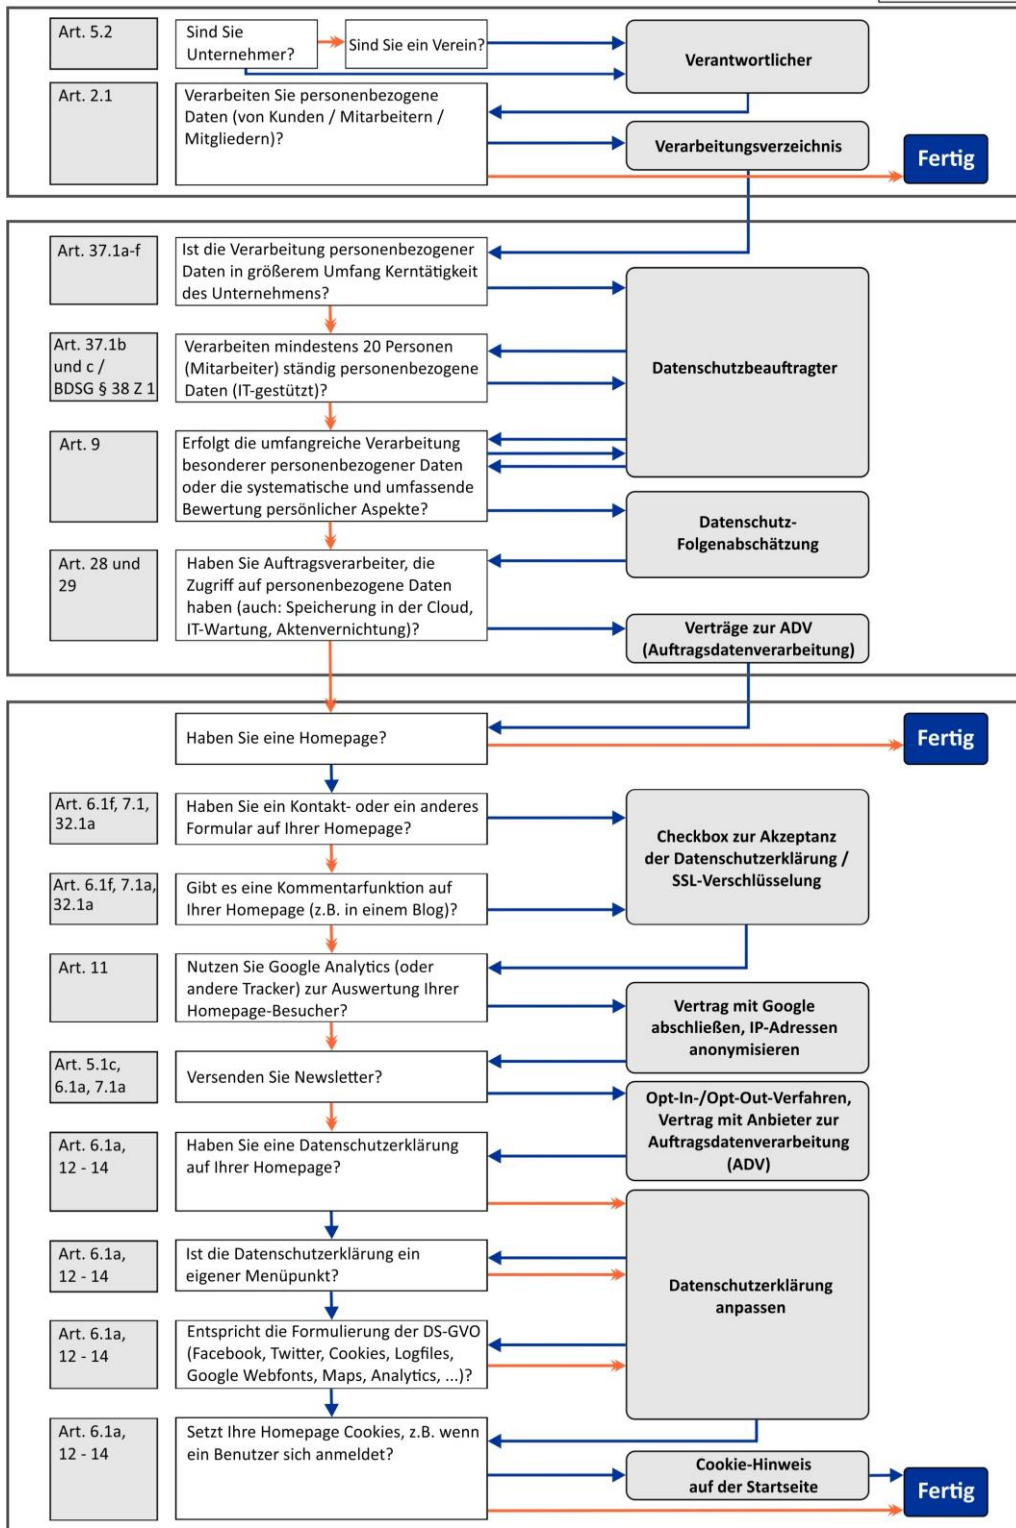 Art. 5.2
Sind Sie
Unternehmer?
Sind Sie ein Verein?
Verantwortlicher
Art. 2.1
Verarbeiten Sie personenbezogene
Daten (von Kunden / Mitarbeitern /
Mitgliedern)?
Verarbeitungsverzeichnis
Fertig
Art. 37.1a-f
Ist die Verarbeitung personenbezogener
Daten in größerem Umfang Kerntätigkeit
des Unternehmens?
Art. 37.1b
und c /
BDSG § 38 Z 1
Verarbeiten mindestens 20 Personen
(Mitarbeiter) ständig personenbezogene
Daten (IT-gestützt)?
Datenschutzbeauftragter
Art. 9
Erfolgt die umfangreiche Verarbeitung
besonderer personenbezogener Daten
oder die systematische und umfassende
Bewertung persönlicher Aspekte?
Datenschutz-
Folgenabschätzung
Art. 28 und
29
Haben Sie Auftragsverarbeiter, die
Zugriff auf personenbezogene Daten
haben (auch: Speicherung in der Cloud,
IT-Wartung, Aktenvernichtung)?
Verträge zur ADV
(Auftragsdatenverarbeitung)
Haben Sie eine Homepage?
Fertig
Art. 6.1f, 7.1,
32.1a
Haben Sie ein Kontakt- oder ein anderes
Formular auf Ihrer Homepage?
Checkbox zur Akzeptanz
der Datenschutzerklärung /
SSL-Verschlüsselung
Art. 6.1f, 7.1a,
32.1a
Gibt es eine Kommentarfunktion auf
Ihrer Homepage (z.B. in einem Blog)?
Art. 11
Nutzen Sie Google Analytics (oder
andere Tracker) zur Auswertung Ihrer
Homepage-Besucher?
Vertrag mit Google
abschließen, IP-Adressen
anonymisieren
Art. 5.1c,
6.1a, 7.1a
Versenden Sie Newsletter?
Opt-In-/Opt-Out-Verfahren,
Vertrag mit Anbieter zur
Auftragsdatenverarbeitung
(ADV)
Art. 6.1a,
12 - 14
Haben Sie eine Datenschutzerklärung
auf Ihrer Homepage?
Art. 6.1a,
12 - 14
Ist die Datenschutzerklärung ein
eigener Menüpunkt?
Datenschutzerklärung
anpassen
Art. 6.1a,
12 - 14
Entspricht die Formulierung der DS-GVO
(Facebook, Twitter, Cookies, Logfiles,
Google Webfonts, Maps, Analytics, ...)?
Art. 6.1a,
12 - 14
Setzt Ihre Homepage Cookies, z.B. wenn
ein Benutzer sich anmeldet?
Cookie-Hinweis
auf der Startseite
Fertig